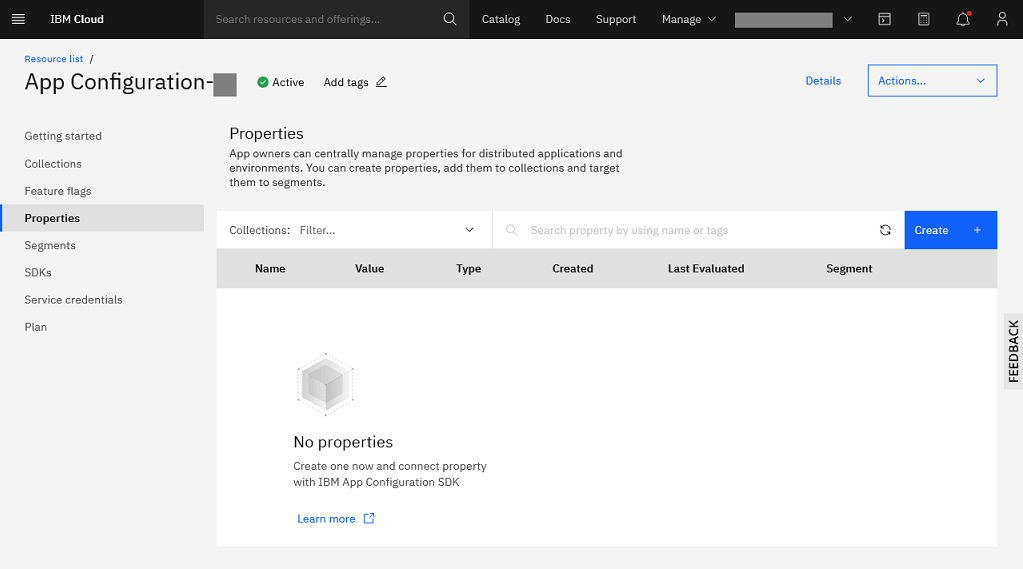 IBM Cloud
Search resources and offerings...
Catalog
Docs
Support
Manage
Resource list /
App Configuration-
Active
Add tags
Details
Actions...
Getting started
Collections
Feature flags
Properties
Segments
SDKs
Service credentials
Plan
Properties
App owners can centrally manage properties for distributed applications and
environments. You can create properties, add them to collections and target
them to segments.
Collections: Filter...
Search property by using name or tags
Create +
Name Value Type Created Last Evaluated Segment
No properties
Create one now and connect property
with IBM App Configuration SDK
Learn more
FEEDBACK